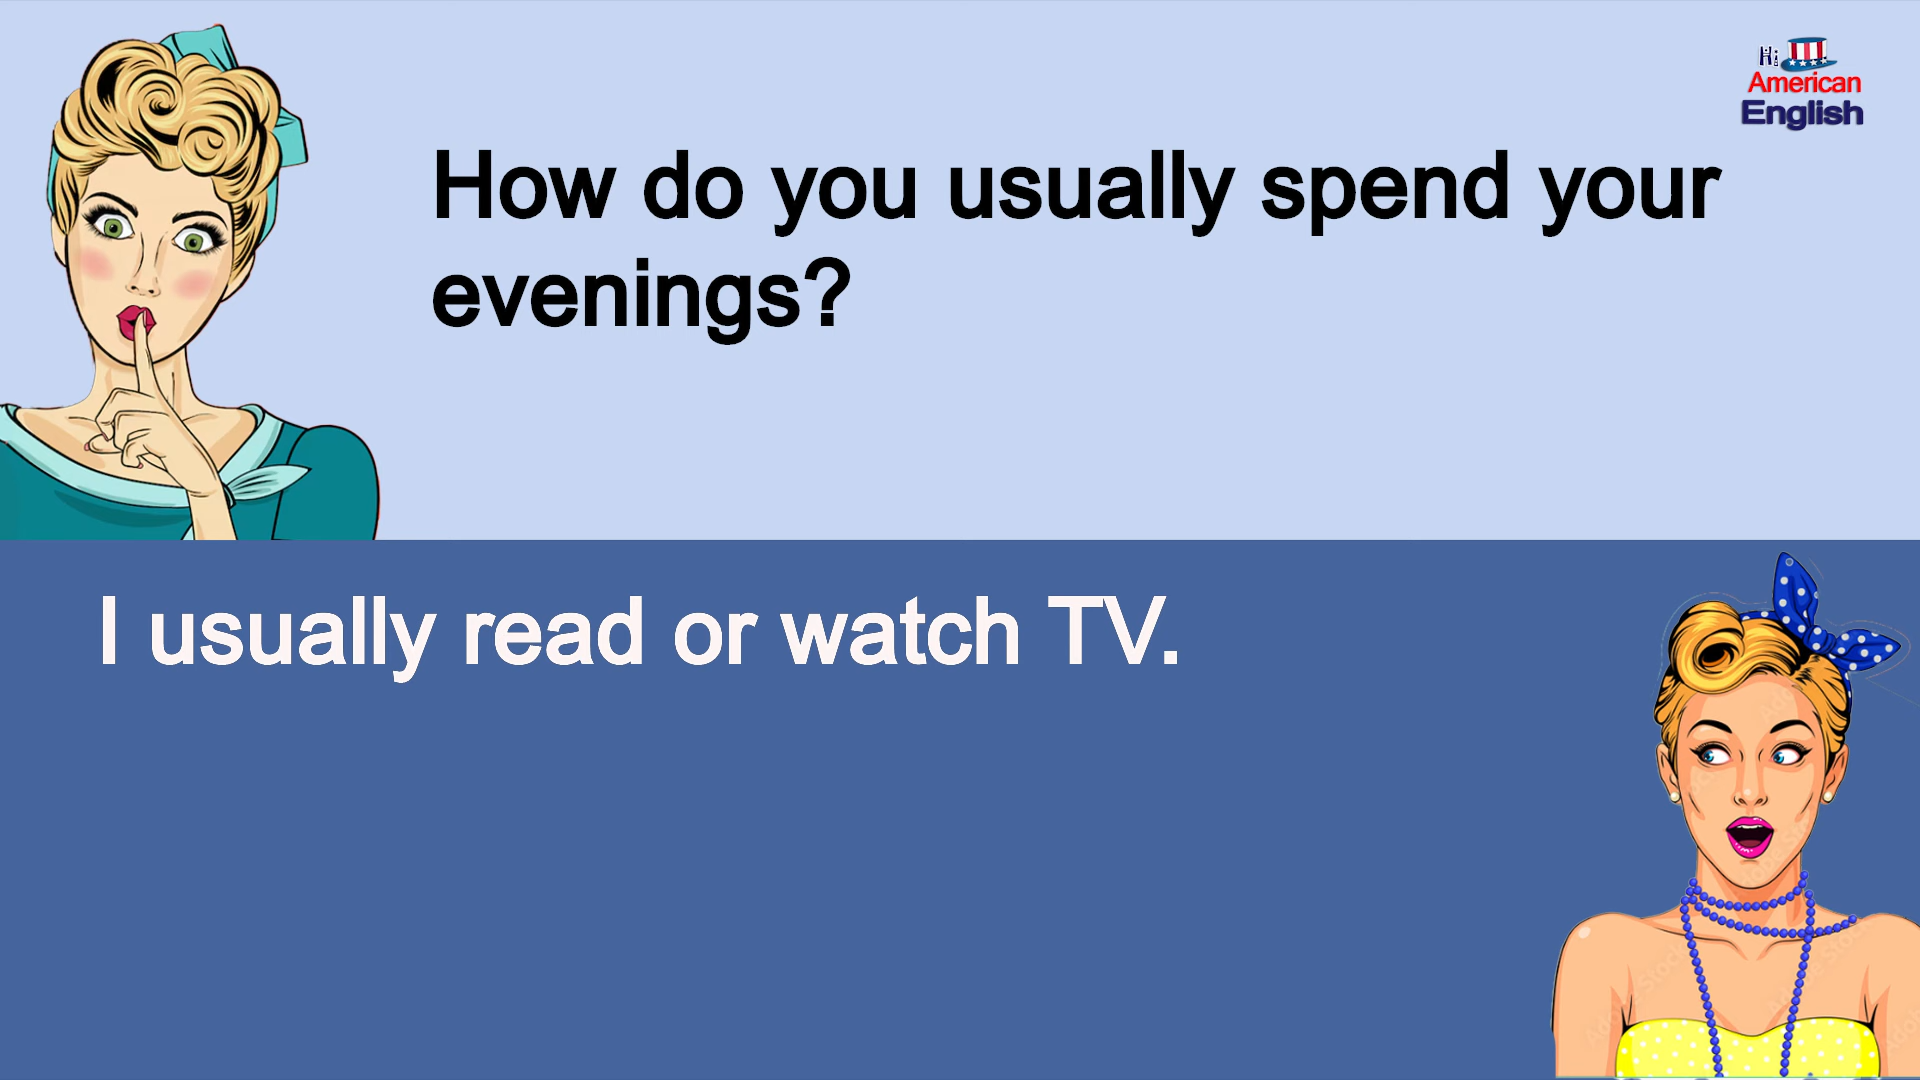 Hi
American
English
How do you usually spend your
evenings?
I usually read or watch TV.